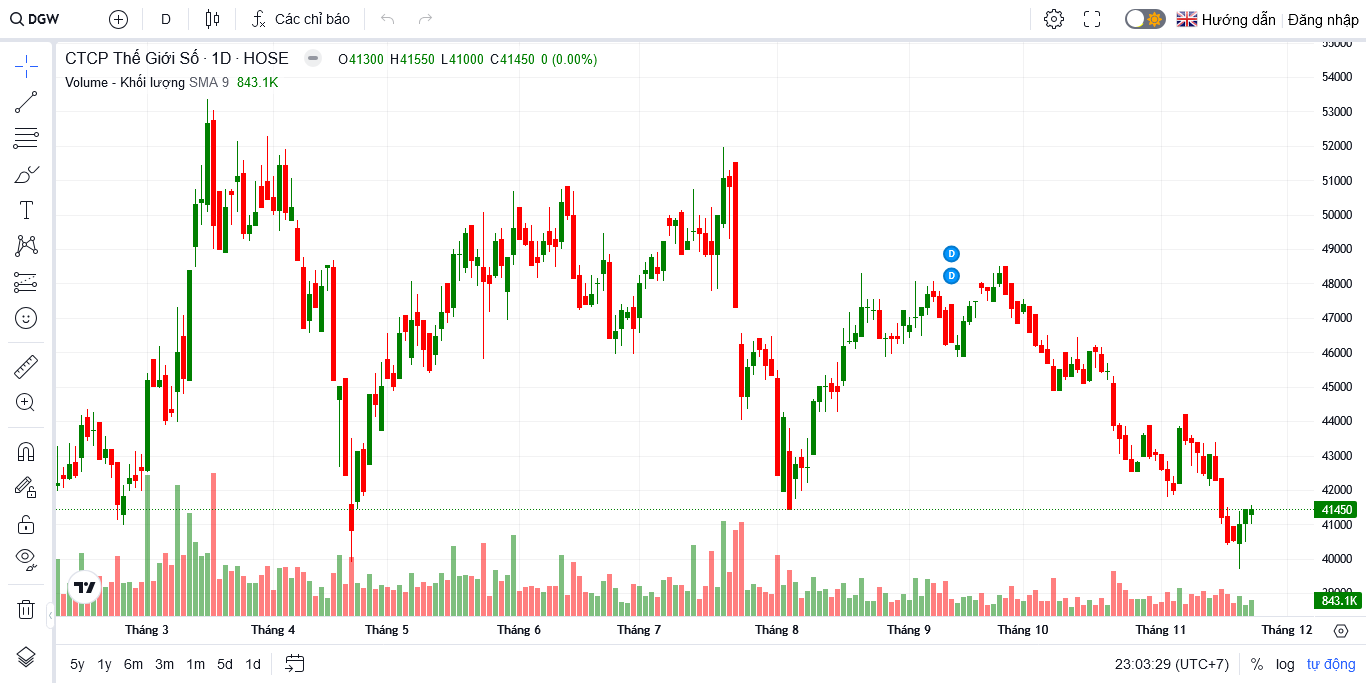 DGW D Các chỉ báo Hướng dẫn Đăng nhập
CTCP Thế Giới Số · 1D · HOSE O41300 H41550 L41000 C41450 0 (0.00%)
Volume - Khối lượng SMA 9 843.1K
55000
54000
53000
52000
51000
50000
49000
48000
47000
46000
45000
44000
43000
42000
41450
41000
40000
39000
843.1K
D
D
Tháng 3 Tháng 4 Tháng 5 Tháng 6 Tháng 7 Tháng 8 Tháng 9 Tháng 10 Tháng 11 Tháng 12
5y 1y 6m 3m 1m 5d 1d 23:03:29 (UTC+7) % log tự động